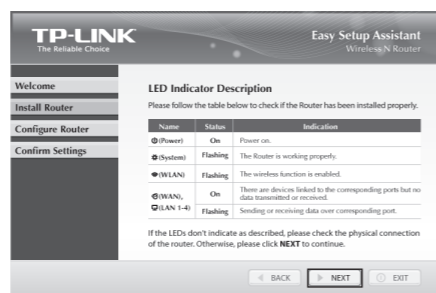 TP-LINK
The Reliable Choice
Easy Setup Assistant
Wireless N Router
Welcome
Install Router
Configure Router
Confirm Settings
LED Indicator Description
Please follow the table below to check if the Router has been installed properly.
Name Status Indication
(Power) On Power on.
(System) Flashing The Router is working properly.
(WLAN) Flashing The wireless function is enabled.
(WAN),
(LAN 1-4)
On There are devices linked to the corresponding ports but no
data transmitted or received.
Flashing Sending or receiving data over corresponding port.
If the LEDs don't indicate as described, please check the physical connection
of the router. Otherwise, please click NEXT to continue.
BACK NEXT EXIT